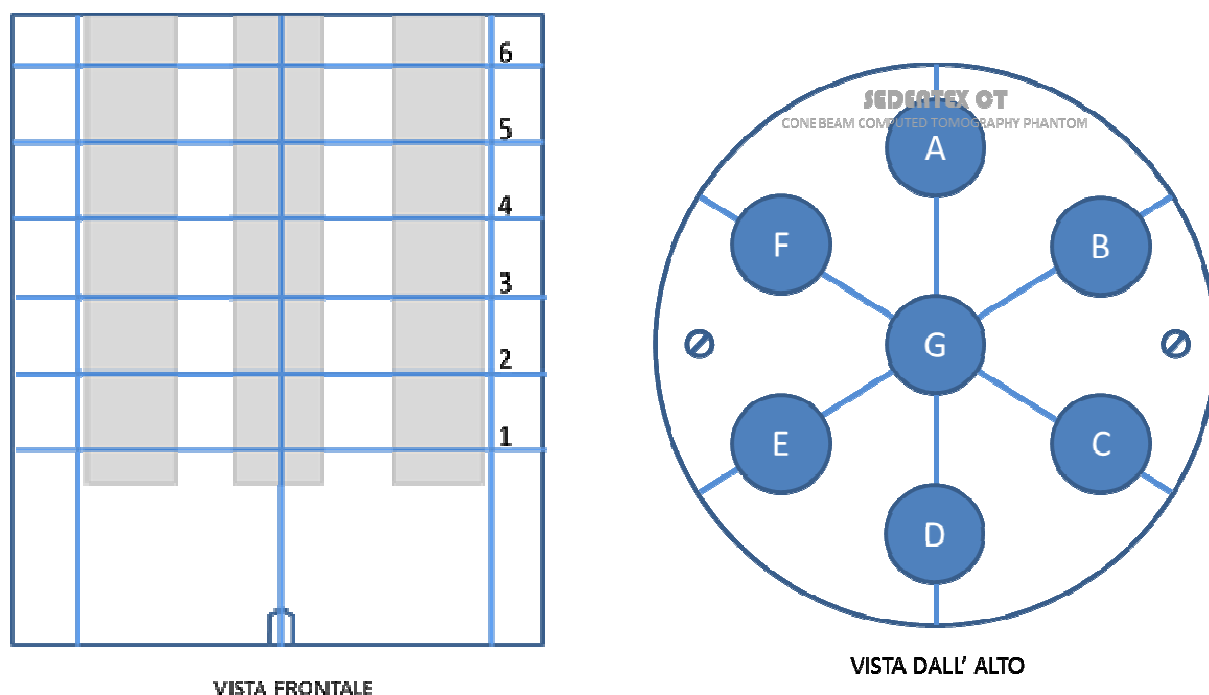 6
5
4
3
2
1
VISTA FRONTALE
SEDENTEX CT
CONE BEAM COMPUTED TOMOGRAPHY PHANTOM
A
F
B
G
E
C
D
VISTA DALL' ALTO